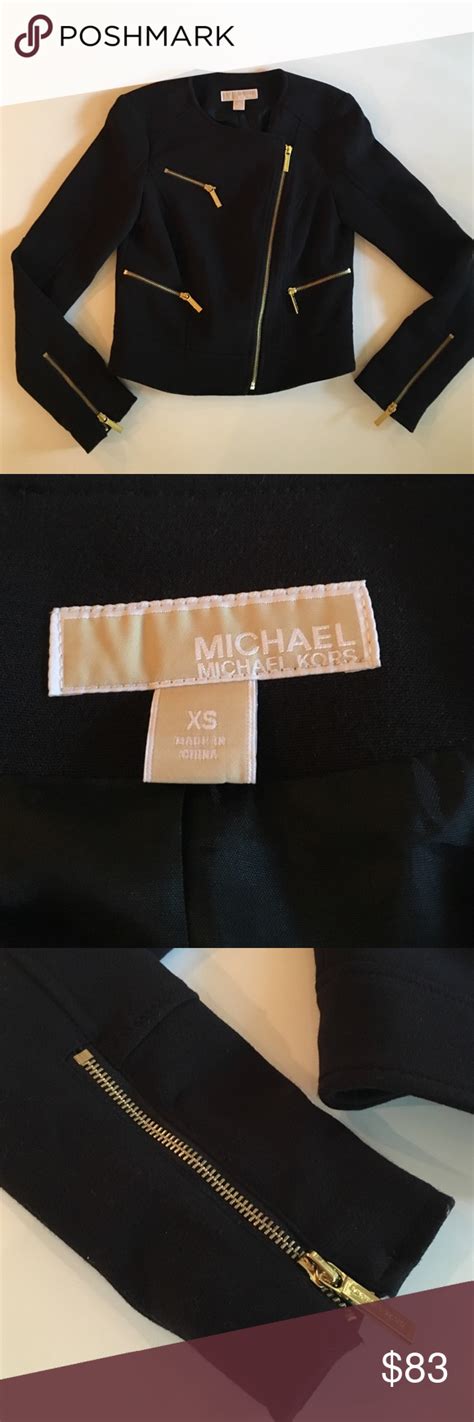 POSHMARK
MICHAEL
MICHAEL KORS
XS
MADE IN
CHINA
$83